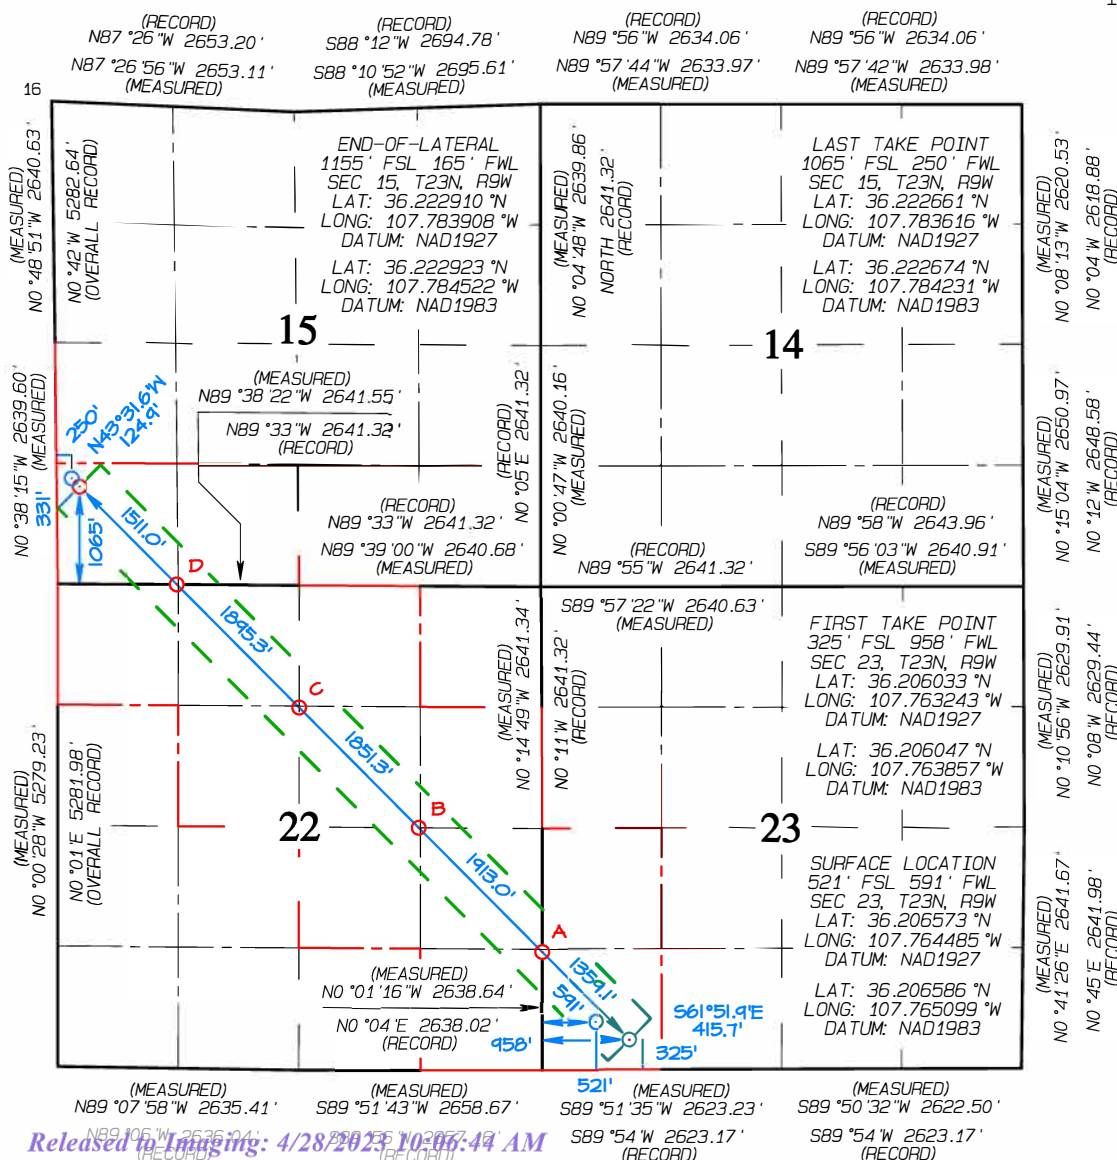 (RECORD)
N87°26'W 2653.20'
N87°26'56"W 2653.11'
(MEASURED)
(RECORD)
S88°12'W 2694.78'
S88°10'52"W 2695.61'
(MEASURED)
(RECORD)
N89°56'W 2634.06'
N89°57'44"W 2633.97'
(MEASURED)
(RECORD)
N89°56'W 2634.06'
N89°57'42"W 2633.98'
(MEASURED)
16
(MEASURED)
N0°48'51"W 2640.63'
N0°42'W 5282.64'
(OVERALL RECORD)
END-OF-LATERAL
1155' FSL 165' FWL
SEC 15, T23N, R9W
LAT: 36.222910°N
LONG: 107.783908°W
DATUM: NAD1927
LAT: 36.222923°N
LONG: 107.784522°W
DATUM: NAD1983
15
(MEASURED)
N0°04'48"W 2639.86'
NORTH 2641.32'
(RECORD)
LAST TAKE POINT
1065' FSL 250' FWL
SEC 15, T23N, R9W
LAT: 36.222661°N
LONG: 107.783616°W
DATUM: NAD1927
LAT: 36.222674°N
LONG: 107.784231°W
DATUM: NAD1983
14
(MEASURED)
N0°08'13"W 2620.53'
N0°04'W 2618.88'
(RECORD)
(MEASURED)
N89°38'22"W 2641.55'
N89°33'W 2641.32'
(RECORD)
N0°38'15"W 2639.60'
(MEASURED)
250'
N43°31.6'W
124.9'
331'
1065'
1511.0'
(RECORD)
N0°05'E 2641.32'
N0°00'47"W 2640.16'
(MEASURED)
(MEASURED)
N0°15'04"W 2650.97'
N0°12'W 2648.58'
(RECORD)
(RECORD)
N89°33'W 2641.32'
N89°39'00"W 2640.68'
(MEASURED)
(RECORD)
N89°55'W 2641.32'
(RECORD)
N89°58'W 2643.96'
S89°56'03"W 2640.91'
(MEASURED)
S89°57'22"W 2640.63'
(MEASURED)
D
1895.3'
C
1851.3'
B
1913.0'
A
1359.1'
(MEASURED)
N0°14'49"W 2641.34'
N0°11'W 2641.32'
(RECORD)
FIRST TAKE POINT
325' FSL 958' FWL
SEC 23, T23N, R9W
LAT: 36.206033°N
LONG: 107.763243°W
DATUM: NAD1927
LAT: 36.206047°N
LONG: 107.763857°W
DATUM: NAD1983
(MEASURED)
N0°10'56"W 2629.91'
N0°08'W 2629.44'
(RECORD)
(MEASURED)
N0°00'28"W 5279.23'
N0°01'E 5281.98'
(OVERALL RECORD)
22
23
SURFACE LOCATION
521' FSL 591' FWL
SEC 23, T23N, R9W
LAT: 36.206573°N
LONG: 107.764485°W
DATUM: NAD1927
LAT: 36.206586°N
LONG: 107.765099°W
DATUM: NAD1983
(MEASURED)
N0°41'26"E 2641.67'
N0°45'E 2641.98'
(RECORD)
(MEASURED)
N0°01'16"W 2638.64'
N0°04'E 2638.02'
(RECORD)
591'
958'
S61°51.9'E
415.7'
325'
521'
(MEASURED)
N89°07'58"W 2635.41'
N89°06'W 2636.04'
(RECORD)
(MEASURED)
S89°51'43"W 2658.67'
(RECORD)
(MEASURED)
S89°51'35"W 2623.23'
S89°54'W 2623.17'
(RECORD)
(MEASURED)
S89°50'32"W 2622.50'
S89°54'W 2623.17'
(RECORD)
Released to Imaging: 4/28/2023 10:06:44 AM